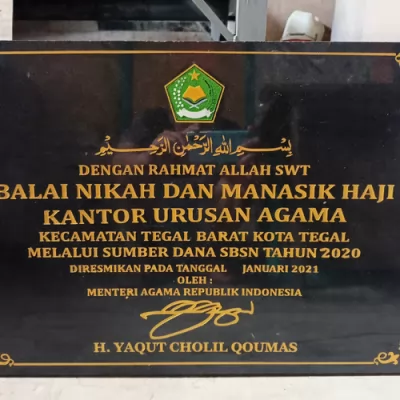 بِسْمِ اللهِ الرَّحْمٰنِ الرَّحِيْمِ
DENGAN RAHMAT ALLAH SWT
BALAI NIKAH DAN MANASIK HAJI
KANTOR URUSAN AGAMA
KECAMATAN TEGAL BARAT KOTA TEGAL
MELALUI SUMBER DANA SBSN TAHUN 2020
DIRESMIKAN PADA TANGGAL JANUARI 2021
OLEH :
MENTERI AGAMA REPUBLIK INDONESIA
H. YAQUT CHOLIL QOUMAS